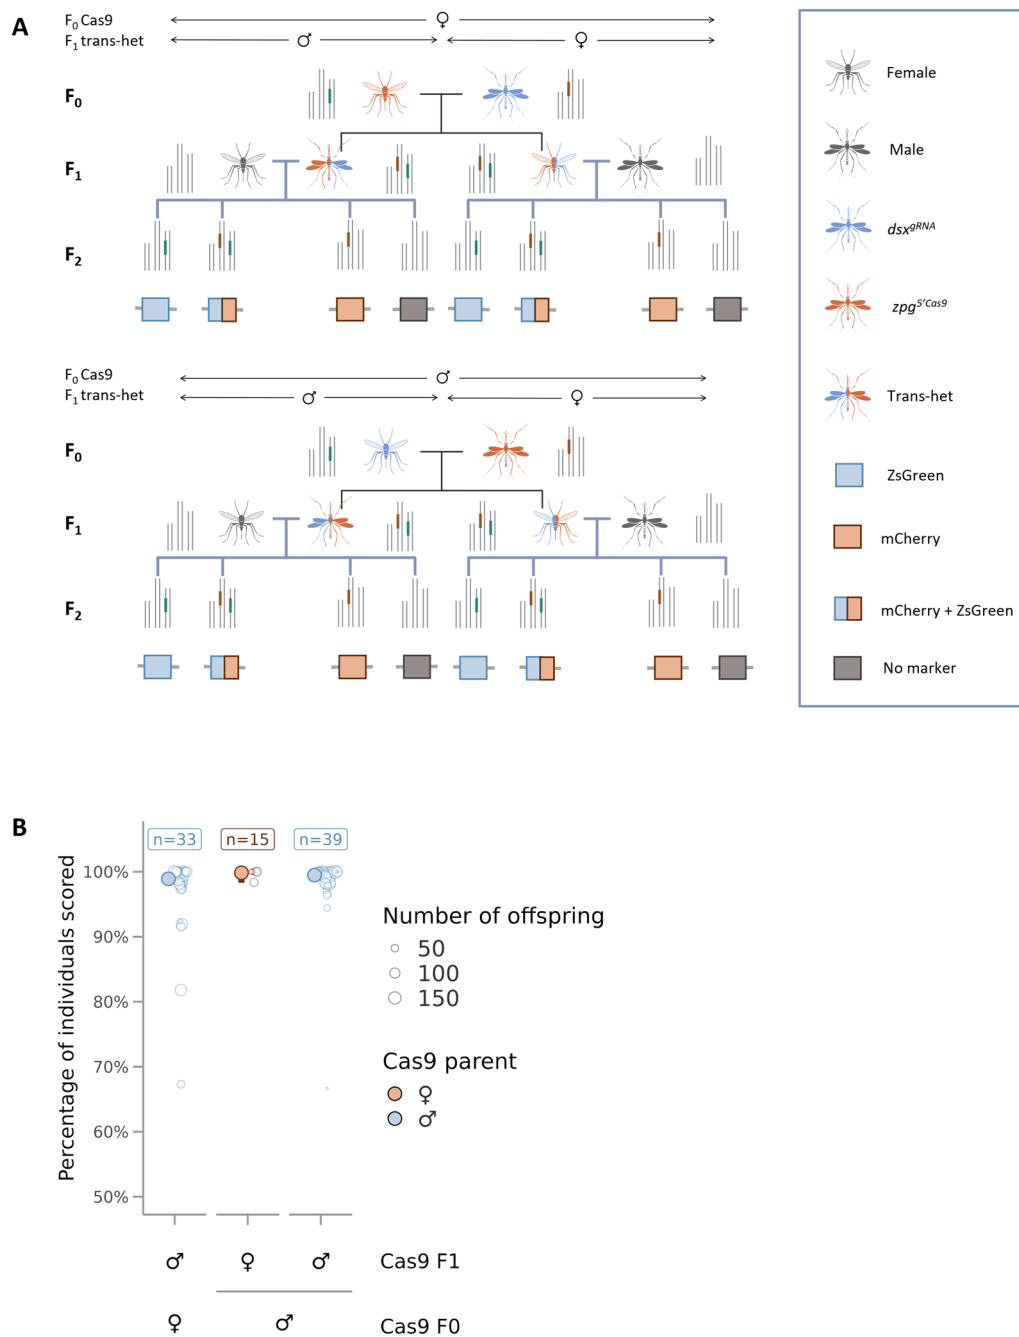 A
F₀ Cas9 ♀
F₁ trans-het ♂ ♀
F₀
F₁
F₂
F₀ Cas9 ♂
F₁ trans-het ♂ ♀
F₀
F₁
F₂
Female
Male
dsxᵍᴿᴺᴬ
zpg⁵'ᶜᵃˢ⁹
Trans-het
ZsGreen
mCherry
mCherry + ZsGreen
No marker
B
Percentage of individuals scored
n=33 n=15 n=39
100%
90%
80%
70%
60%
50%
Number of offspring
50
100
150
Cas9 parent
♀
♂
♂ ♀ ♂ Cas9 F1
♀ ♂ Cas9 F0